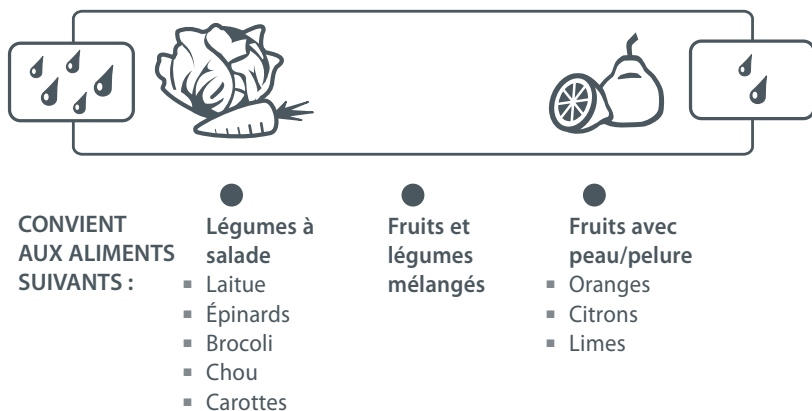 CONVIENT
AUX ALIMENTS
SUIVANTS :
Légumes à
salade
▪ Laitue
▪ Épinards
▪ Brocoli
▪ Chou
▪ Carottes
Fruits et
légumes
mélangés
Fruits avec
peau/pelure
▪ Oranges
▪ Citrons
▪ Limes